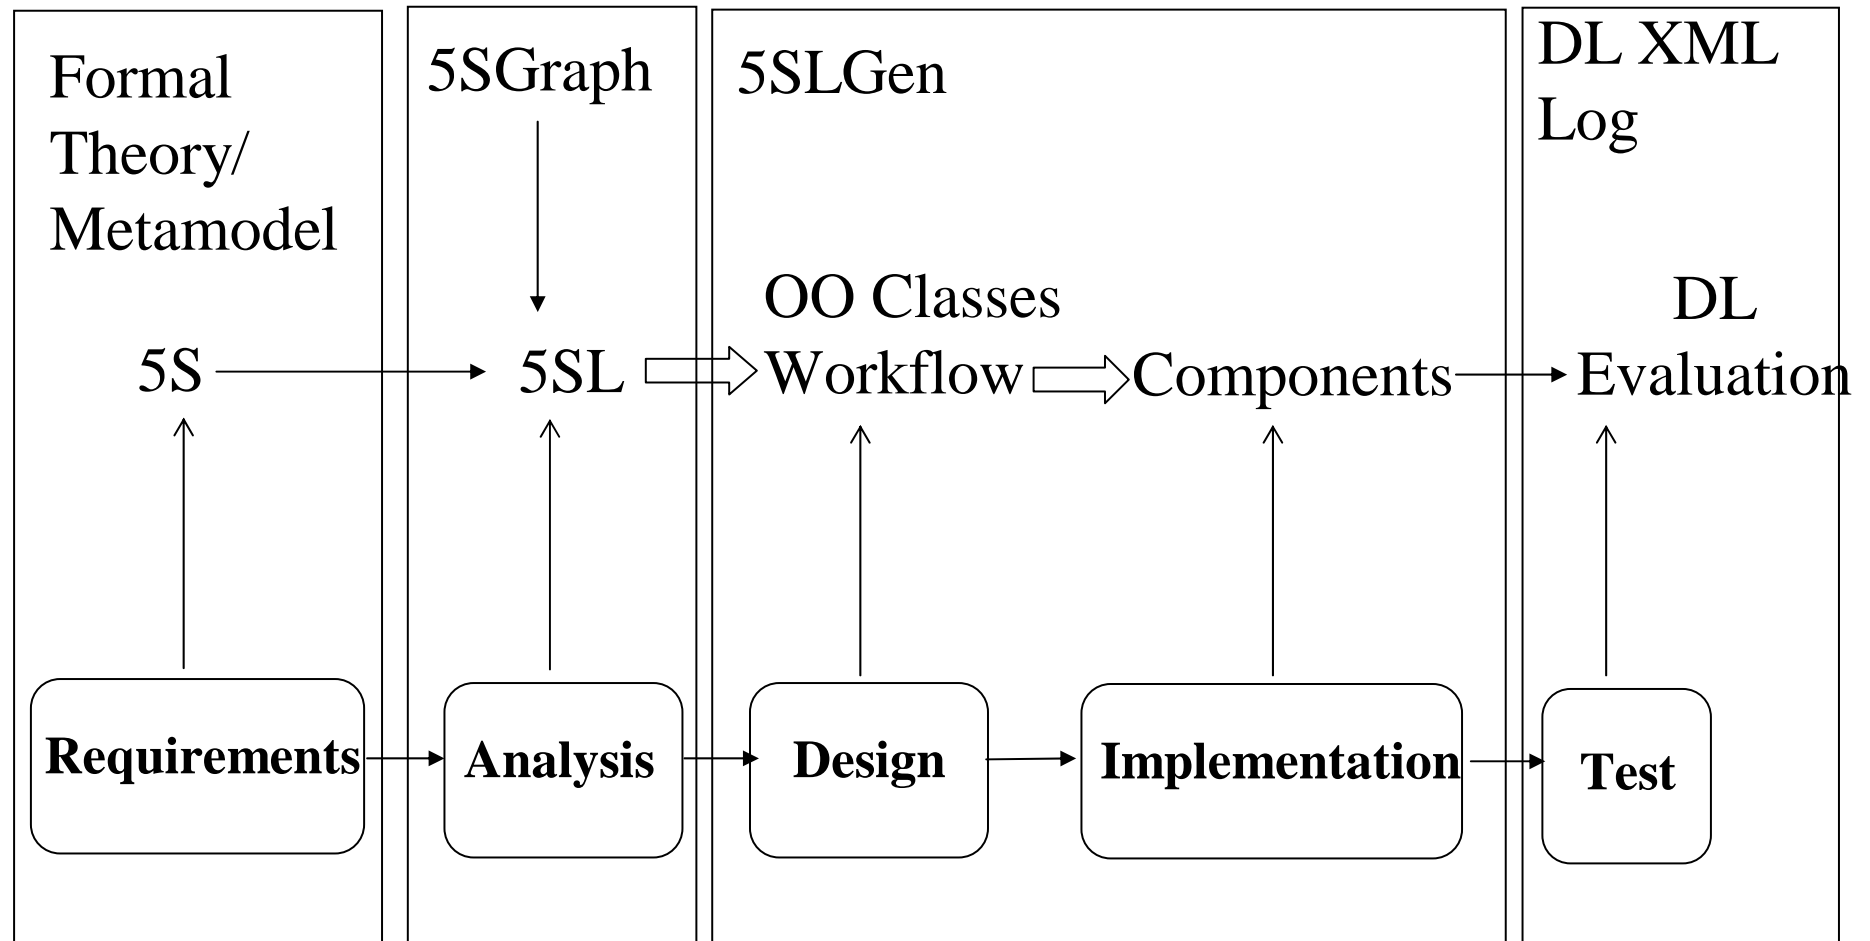 Formal
Theory/
Metamodel
5SGraph
5SLGen
DL XML
Log
5S
5SL
OO Classes
Workflow
Components
DL
Evaluation
Requirements
Analysis
Design
Implementation
Test